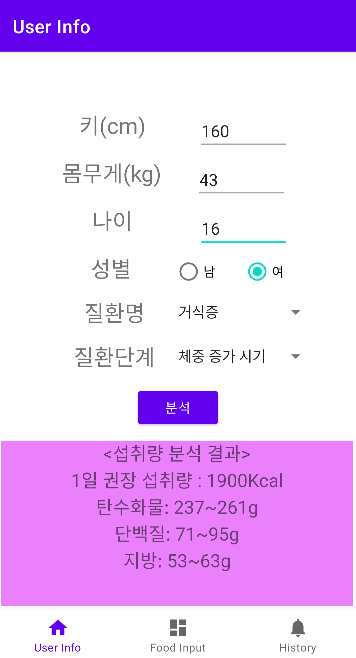 User Info
키(cm) 160
몸무게(kg) 43
나이 16
성별 남 여
질환명 거식증
질환단계 체중 증가 시기
분석
<섭취량 분석 결과>
1일 권장 섭취량 : 1900Kcal
탄수화물: 237~261g
단백질: 71~95g
지방: 53~63g
User Info Food Input History